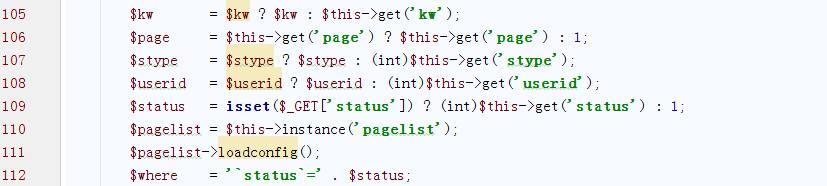 105 $kw = $kw ? $kw : $this->get('kw');
106 $page = $this->get('page') ? $this->get('page') : 1;
107 $stype = $stype ? $stype : (int)$this->get('stype');
108 $userid = $userid ? $userid : (int)$this->get('userid');
109 $status = isset($_GET['status']) ? (int)$this->get('status') : 1;
110 $pagelist = $this->instance('pagelist');
111 $pagelist->loadconfig();
112 $where = '`status`=' . $status;